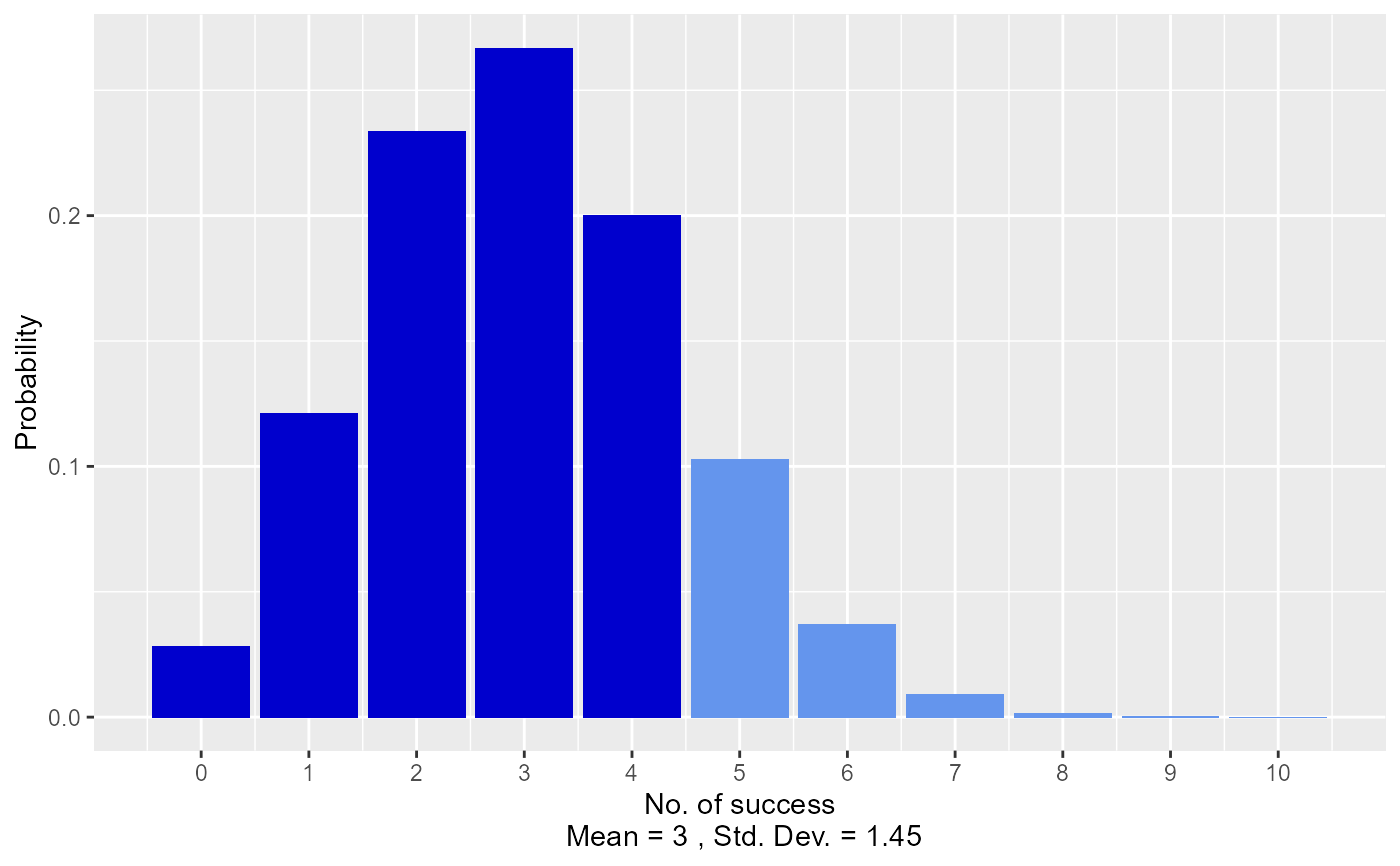 Probability
0.2
0.1
0.0
0 1 2 3 4 5 6 7 8 9 10
No. of success
Mean = 3 , Std. Dev. = 1.45